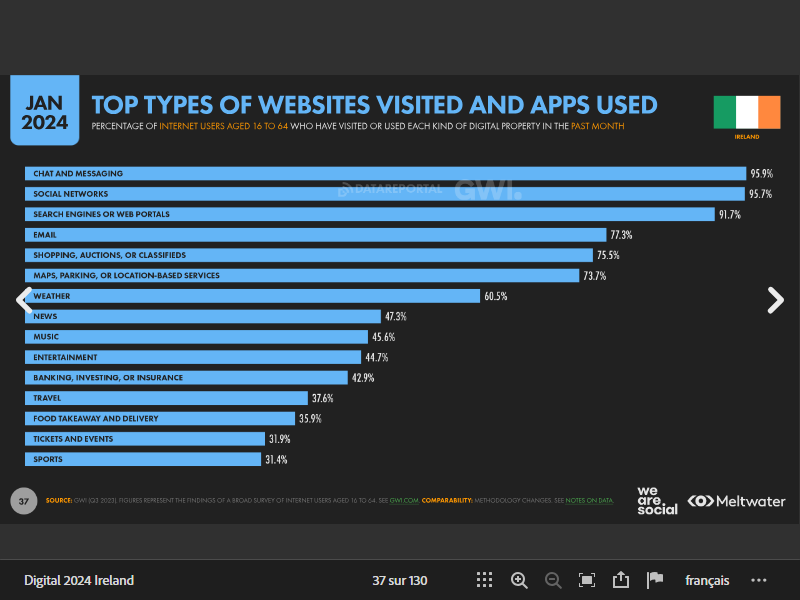 JAN
2024
TOP TYPES OF WEBSITES VISITED AND APPS USED
PERCENTAGE OF INTERNET USERS AGED 16 TO 64 WHO HAVE VISITED OR USED EACH KIND OF DIGITAL PROPERTY IN THE PAST MONTH
IRELAND
CHAT AND MESSAGING 95.9%
DATAREPORTAL GWI.
SOCIAL NETWORKS 95.7%
SEARCH ENGINES OR WEB PORTALS 91.7%
EMAIL 77.3%
SHOPPING, AUCTIONS, OR CLASSIFIEDS 75.5%
MAPS, PARKING, OR LOCATION-BASED SERVICES 73.7%
WEATHER 60.5%
NEWS 47.3%
MUSIC 45.6%
ENTERTAINMENT 44.7%
BANKING, INVESTING, OR INSURANCE 42.9%
TRAVEL 37.6%
FOOD TAKEAWAY AND DELIVERY 35.9%
TICKETS AND EVENTS 31.9%
SPORTS 31.4%
37
SOURCE: GWI (Q3 2023). FIGURES REPRESENT THE FINDINGS OF A BROAD SURVEY OF INTERNET USERS AGED 16 TO 64. SEE GWI.COM. COMPARABILITY: METHODOLOGY CHANGES. SEE NOTES ON DATA.
we
are.
social
Meltwater
Digital 2024 Ireland
37 sur 130
français